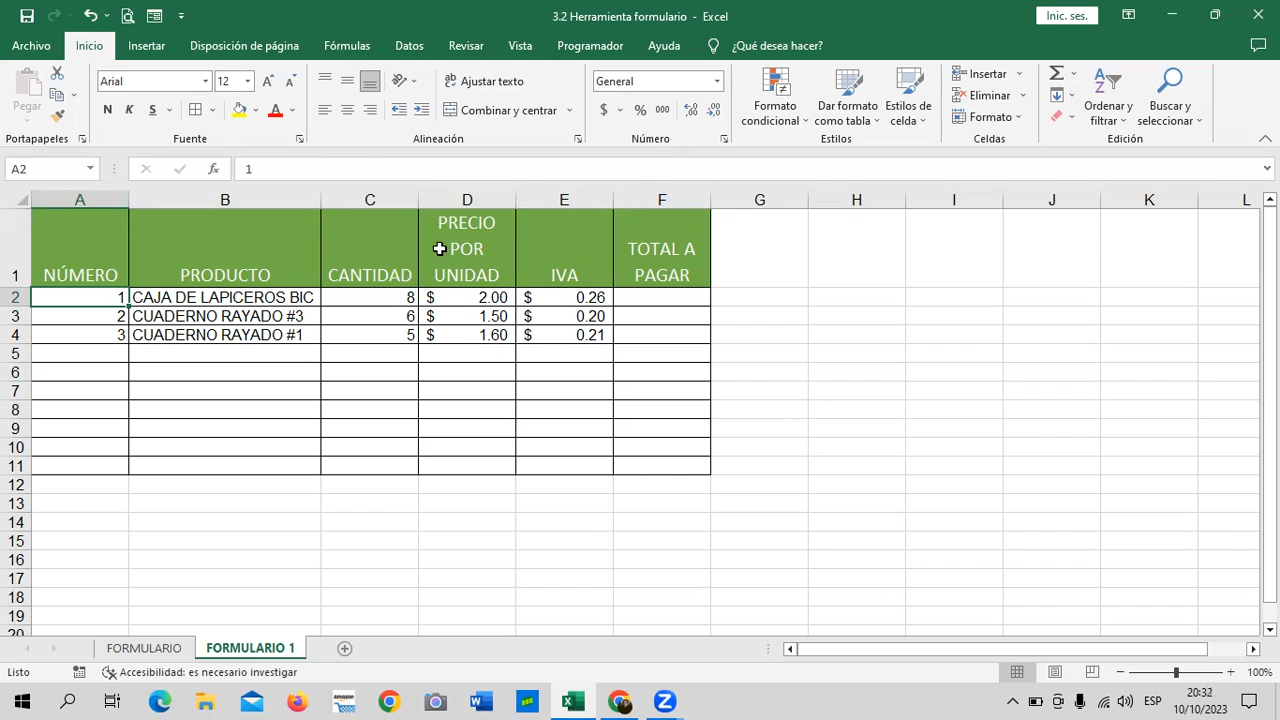 3.2 Herramienta formulario - Excel
Inic. ses.
Archivo Inicio Insertar Disposición de página Fórmulas Datos Revisar Vista Programador Ayuda ¿Qué desea hacer?
Pegar
Arial 12
N K S
Ajustar texto
Combinar y centrar
General
$ % 000
Formato condicional
Dar formato como tabla
Estilos de celda
Insertar
Eliminar
Formato
Ordenar y filtrar
Buscar y seleccionar
Portapapeles Fuente Alineación Número Estilos Celdas Edición
A2 fx 1
A B C D E F G H I J K L
1 NÚMERO PRODUCTO CANTIDAD PRECIO POR UNIDAD IVA TOTAL A PAGAR
2 1 CAJA DE LAPICEROS BIC 8 $ 2.00 $ 0.26
3 2 CUADERNO RAYADO #3 6 $ 1.50 $ 0.20
4 3 CUADERNO RAYADO #1 5 $ 1.60 $ 0.21
5
6
7
8
9
10
11
12
13
14
15
16
17
18
19
20
FORMULARIO FORMULARIO 1
Listo Accesibilidad: es necesario investigar 100%
ESP 20:32
10/10/2023